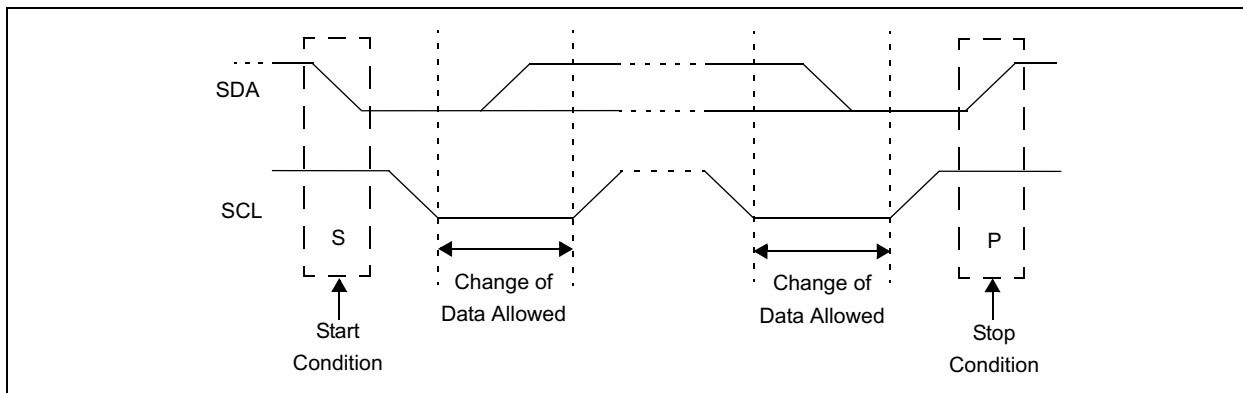 SDA
SCL
S
P
Change of
Data Allowed
Change of
Data Allowed
Start
Condition
Stop
Condition